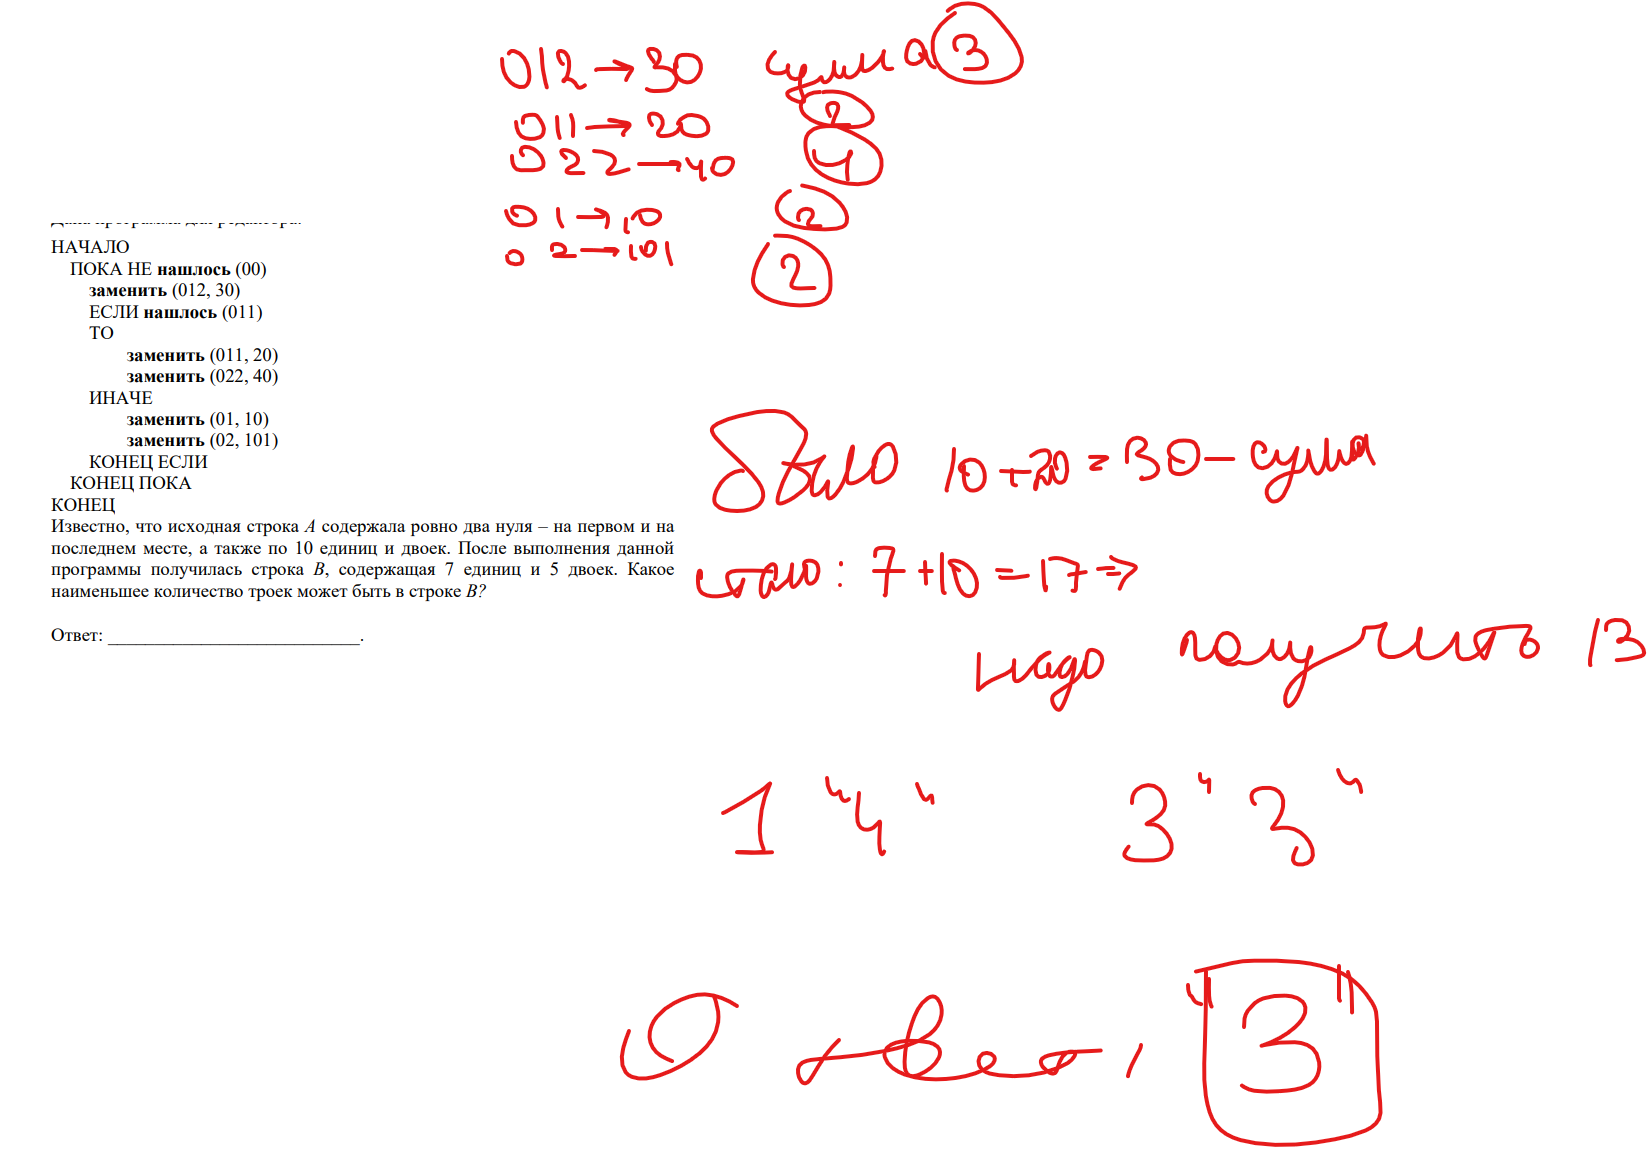 012 → 30 сумма 3
011 → 20 2
022 → 40 4
01 → 10 2
02 → 101 2
Дана программа для редактора:
НАЧАЛО
ПОКА НЕ нашлось (00)
заменить (012, 30)
ЕСЛИ нашлось (011)
ТО
заменить (011, 20)
заменить (022, 40)
ИНАЧЕ
заменить (01, 10)
заменить (02, 101)
КОНЕЦ ЕСЛИ
КОНЕЦ ПОКА
КОНЕЦ
Известно, что исходная строка A содержала ровно два нуля – на первом и на
последнем месте, а также по 10 единиц и двоек. После выполнения данной
программы получилась строка B, содержащая 7 единиц и 5 двоек. Какое
наименьшее количество троек может быть в строке B?
Ответ: ____________________________.
Было 10+20=30 – сумма
стало: 7+10=17 ⇒
надо получить 13
1 "4" 3 "3"
Ответ, "3"